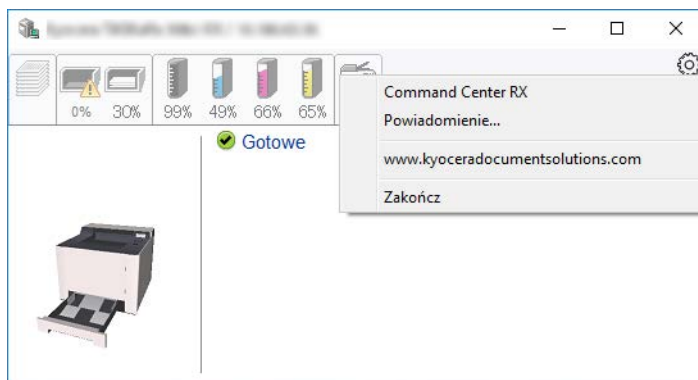 0%
30%
99%
49%
66%
65%
Gotowe
Command Center RX
Powiadomienie...
www.kyoceradocumentsolutions.com
Zakończ